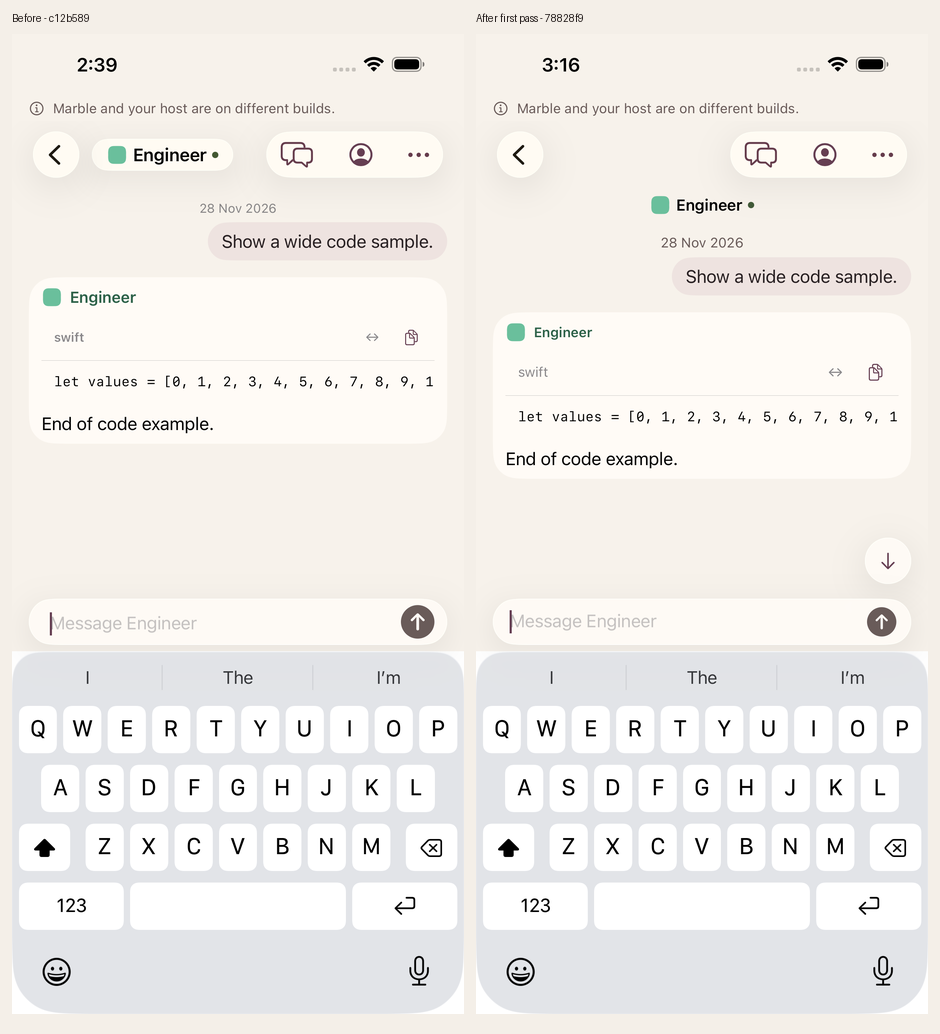 Before - c12b589
2:39
Marble and your host are on different builds.
Engineer
28 Nov 2026
Show a wide code sample.
Engineer
swift
let values = [0, 1, 2, 3, 4, 5, 6, 7, 8, 9, 1
End of code example.
Message Engineer
I The I'm
Q W E R T Y U I O P
A S D F G H J K L
Z X C V B N M
123
After first pass - 78828f9
3:16
Marble and your host are on different builds.
Engineer
28 Nov 2026
Show a wide code sample.
Engineer
swift
let values = [0, 1, 2, 3, 4, 5, 6, 7, 8, 9, 1
End of code example.
Message Engineer
I The I'm
Q W E R T Y U I O P
A S D F G H J K L
Z X C V B N M
123